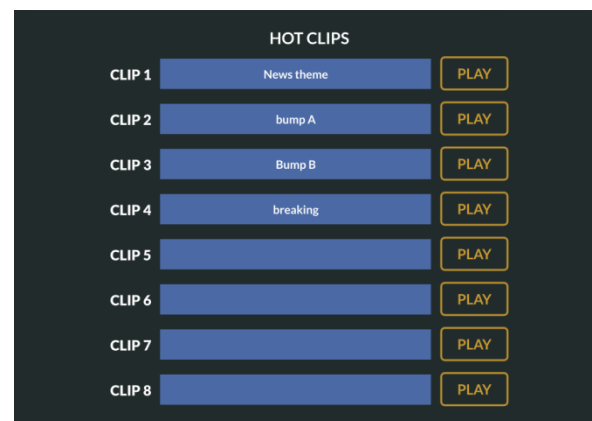 HOT CLIPS
CLIP 1 News theme PLAY
CLIP 2 bump A PLAY
CLIP 3 Bump B PLAY
CLIP 4 breaking PLAY
CLIP 5 PLAY
CLIP 6 PLAY
CLIP 7 PLAY
CLIP 8 PLAY